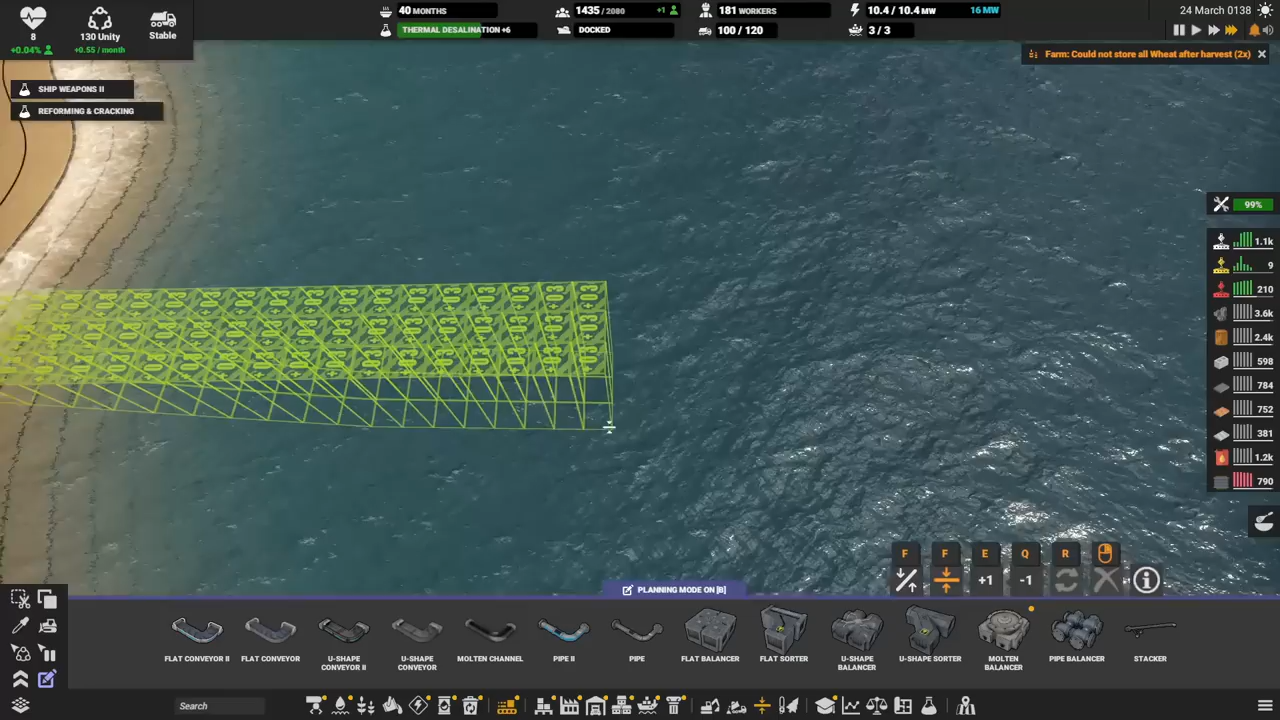 8
+0.04%
130 Unity
+0.55 / month
Stable
40 MONTHS
THERMAL DESALINATION +6
1435 / 2080 +1
DOCKED
181 WORKERS
100 / 120
10.4 / 10.4 MW 16 MW
3 / 3
24 March 0138
Farm: Could not store all Wheat after harvest (2x)
SHIP WEAPONS II
REFORMING & CRACKING
99%
1.1k
9
210
3.6k
2.4k
598
784
752
381
1.2k
790
F F E Q R
+1 -1
PLANNING MODE ON [B]
FLAT CONVEYOR II
FLAT CONVEYOR
U-SHAPE CONVEYOR II
U-SHAPE CONVEYOR
MOLTEN CHANNEL
PIPE II
PIPE
FLAT BALANCER
FLAT SORTER
U-SHAPE BALANCER
U-SHAPE SORTER
MOLTEN BALANCER
PIPE BALANCER
STACKER
Search